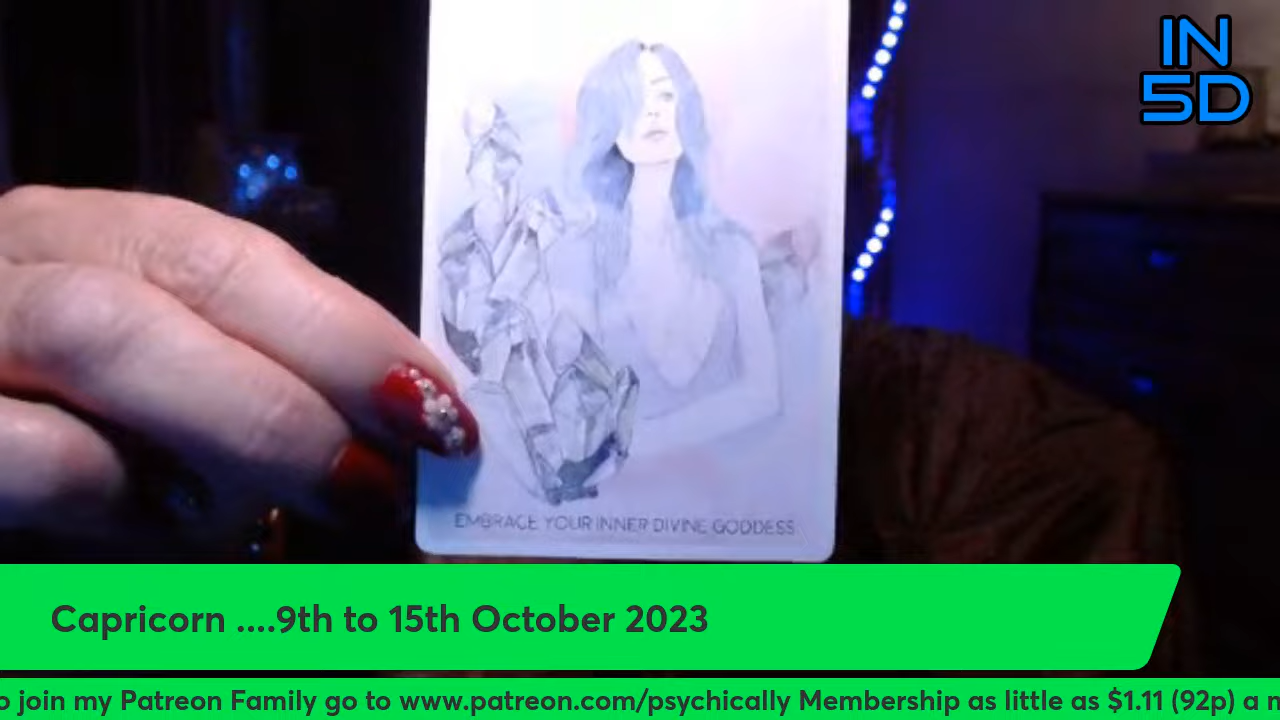 IN
5D
EMBRACE YOUR INNER DIVINE GODDESS
Capricorn ....9th to 15th October 2023
o join my Patreon Family go to www.patreon.com/psychically Membership as little as $1.11 (92p) a